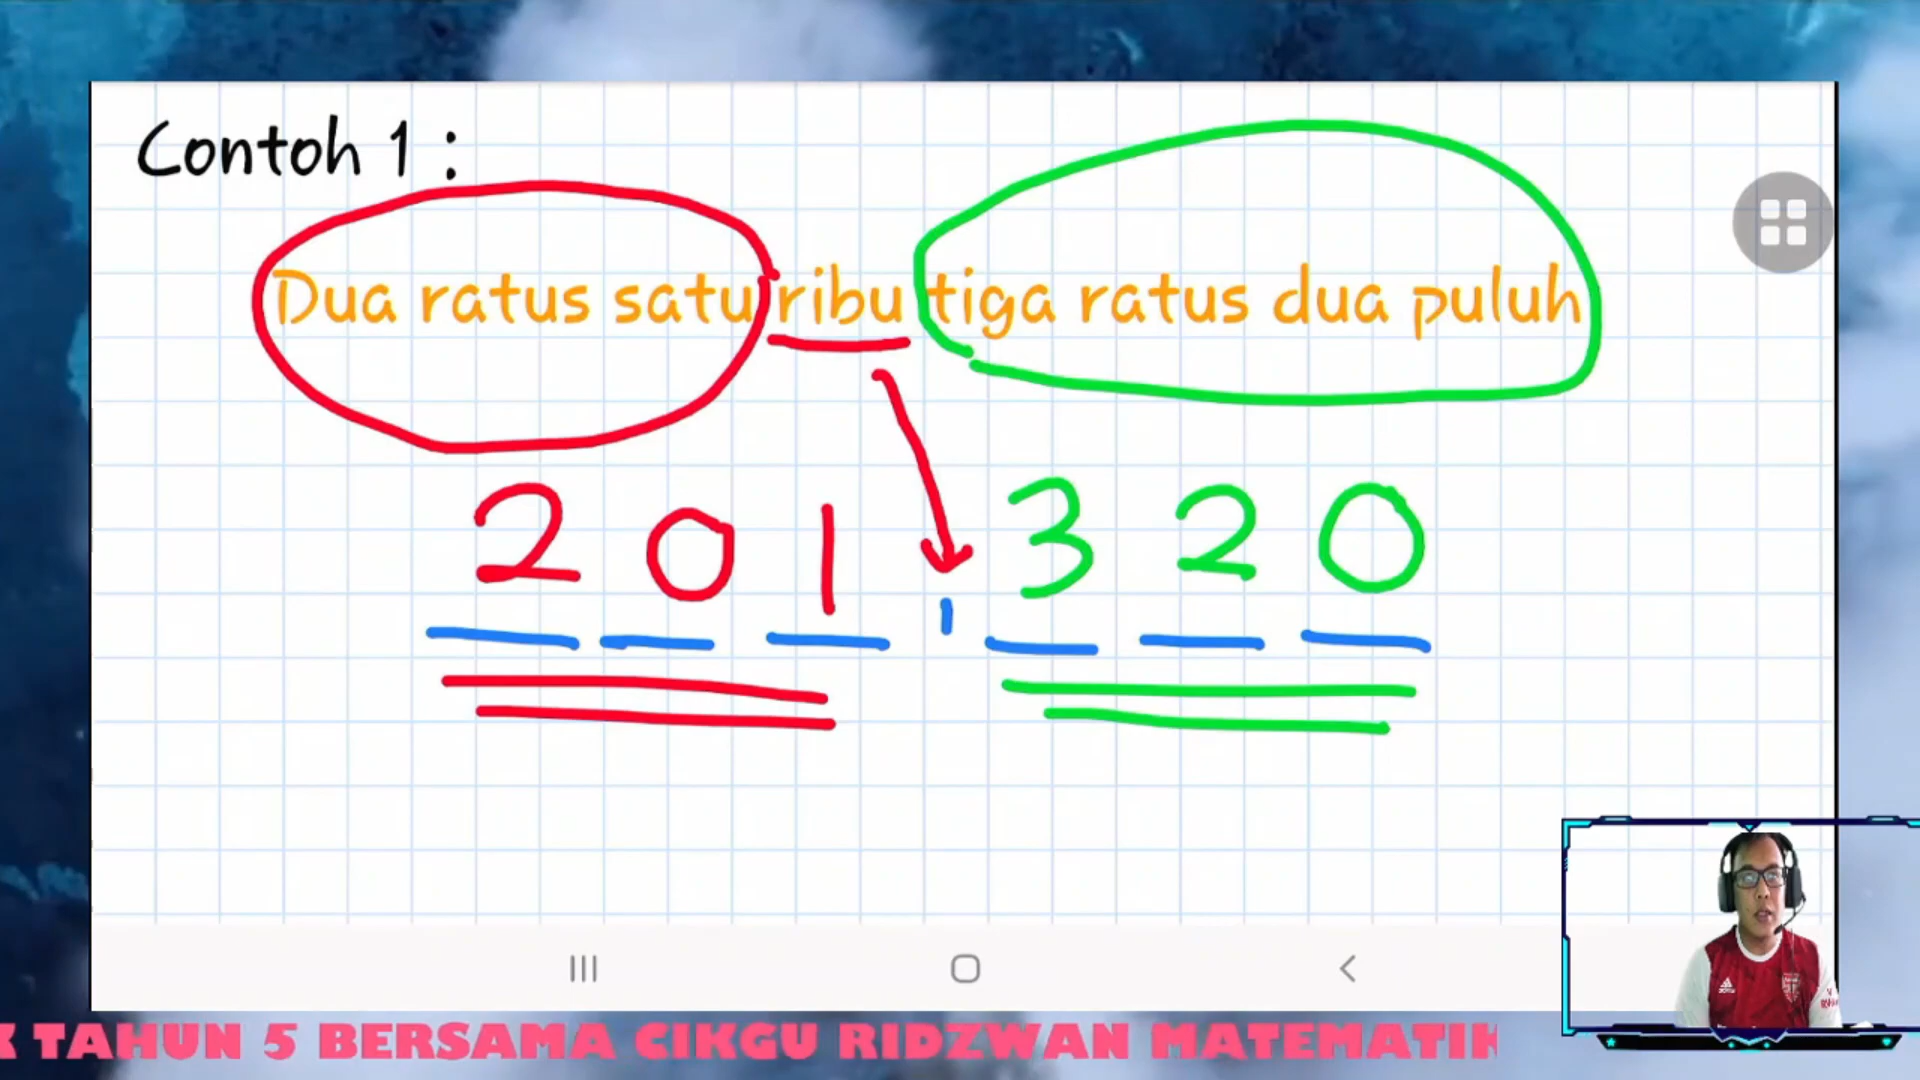 Contoh 1 :
Dua ratus satu ribu tiga ratus dua puluh
2 0 1 , 3 2 0
K TAHUN 5 BERSAMA CIKGU RIDZWAN MATEMATIK